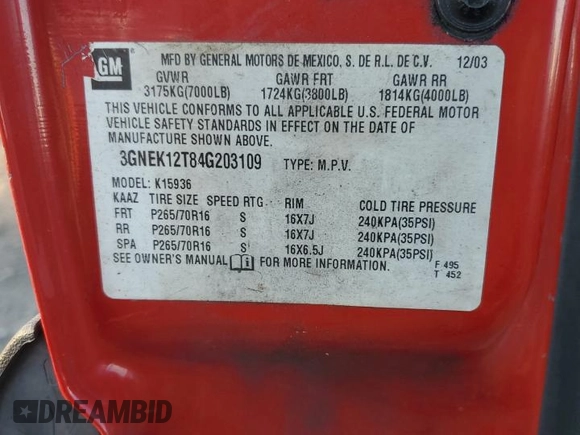 GM
MFD BY GENERAL MOTORS DE MEXICO, S. DE R.L. DE C.V. 12/03
GVWR GAWR FRT GAWR RR
3175KG(7000LB) 1724KG(3800LB) 1814KG(4000LB)
THIS VEHICLE CONFORMS TO ALL APPLICABLE U.S. FEDERAL MOTOR
VEHICLE SAFETY STANDARDS IN EFFECT ON THE DATE OF
MANUFACTURE SHOWN ABOVE.
3GNEK12T84G203109 TYPE: M.P.V.
MODEL: K15936
KAAZ TIRE SIZE SPEED RTG RIM COLD TIRE PRESSURE
FRT P265/70R16 S 16X7J 240KPA(35PSI)
RR P265/70R16 S 16X7J 240KPA(35PSI)
SPA P265/70R16 S 16X6.5J 240KPA(35PSI)
SEE OWNER'S MANUAL FOR MORE INFORMATION.
F 495
T 452
DREAMBID